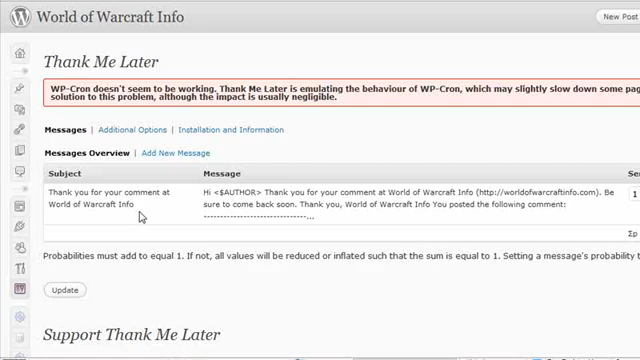 World of Warcraft Info
New Post
Thank Me Later
WP-Cron doesn't seem to be working. Thank Me Later is emulating the behaviour of WP-Cron, which may slightly slow down some pag
solution to this problem, although the impact is usually negligible.
Messages | Additional Options | Installation and Information
Messages Overview | Add New Message
Subject Message Se
Thank you for your comment at World of Warcraft Info
Hi <$AUTHOR> Thank you for your comment at World of Warcraft Info (http://worldofwarcraftinfo.com). Be
sure to come back soon. Thank you, World of Warcraft Info You posted the following comment:
------------------------------...
1
Σp
Probabilities must add to equal 1. If not, all values will be reduced or inflated such that the sum is equal to 1. Setting a message's probability t
Update
Support Thank Me Later